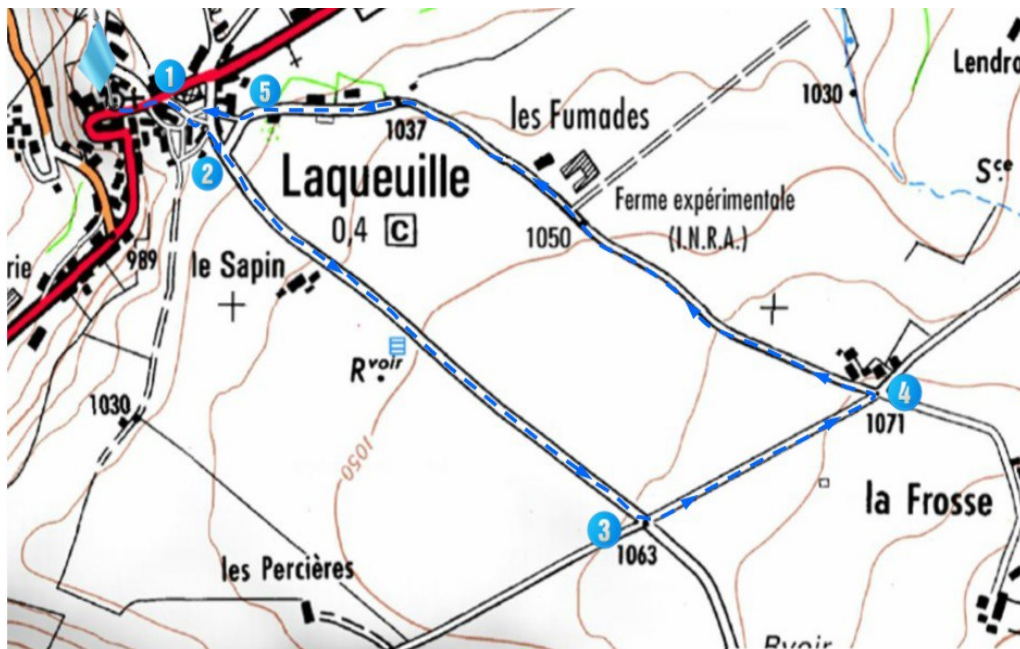 1
5
1037
les Fumades
1030
Lendro
Sce
2
Laqueuille
0,4 C
Ferme expérimentale
(I.N.R.A.)
1050
989
rie
le Sapin
Rvoir
1030
1050
4
1071
la Frosse
3
1063
les Percières
Rvoir